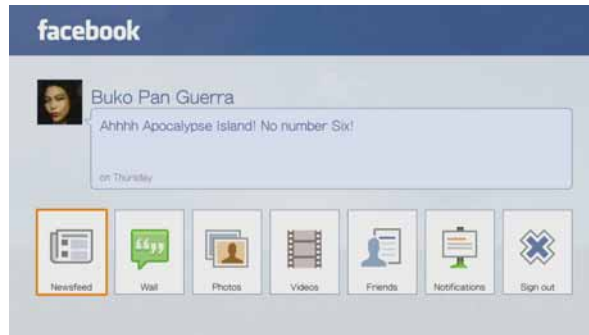 facebook
Buko Pan Guerra
Ahhhh Apocalypse Island! No number Six!
on Thursday
Newsfeed
Wall
Photos
Videos
Friends
Notifications
Sign out